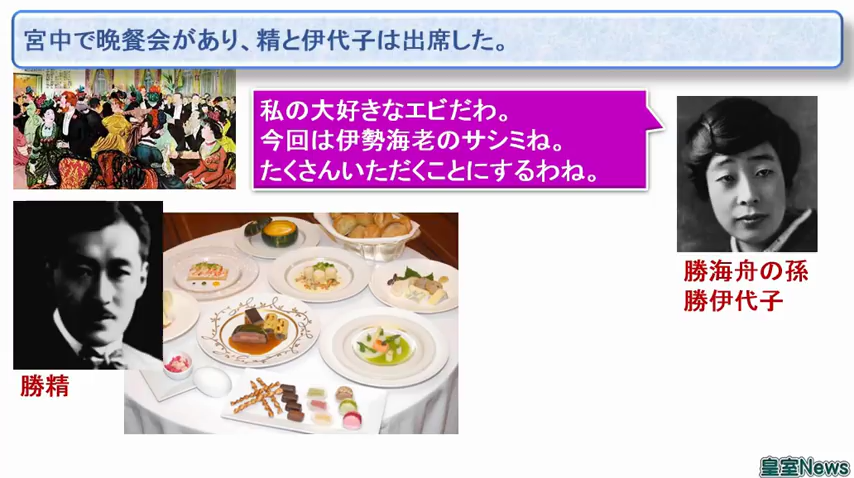 宮中で晩餐会があり、精と伊代子は出席した。
私の大好きなエビだわ。
今回は伊勢海老のサシミね。
たくさんいただくことにするわね。
勝海舟の孫
勝伊代子
勝精
皇室News